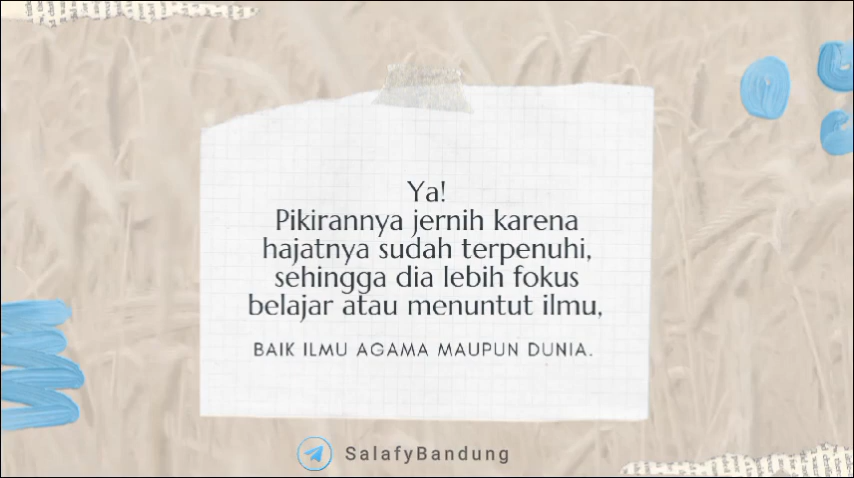 Ya!
Pikirannya jernih karena
hajatnya sudah terpenuhi,
sehingga dia lebih fokus
belajar atau menuntut ilmu,
BAIK ILMU AGAMA MAUPUN DUNIA.
SalafyBandung